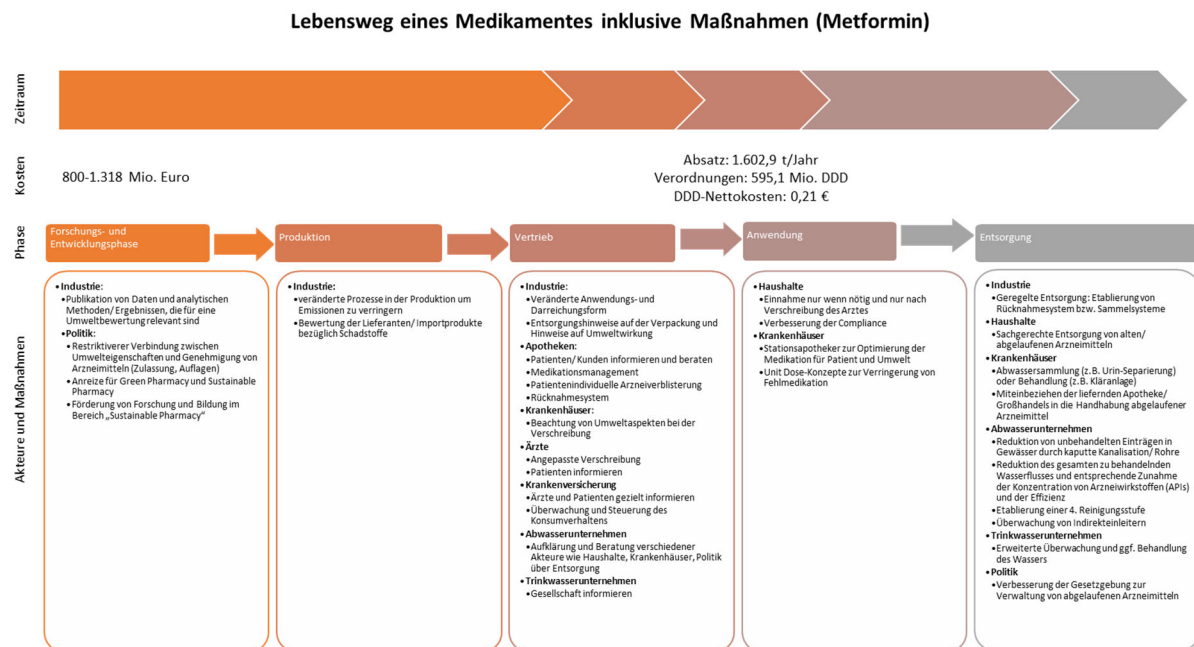 Lebensweg eines Medikamentes inklusive Maßnahmen (Metformin)
Zeitraum
Kosten
800-1.318 Mio. Euro
Absatz: 1.602,9 t/Jahr
Verordnungen: 595,1 Mio. DDD
DDD-Nettokosten: 0,21 €
Phase
Forschungs- und
Entwicklungsphase
Produktion
Vertrieb
Anwendung
Entsorgung
Akteure und Maßnahmen
•Industrie:
•Publikation von Daten und analytischen
Methoden/ Ergebnissen, die für eine
Umweltbewertung relevant sind
•Politik:
•Restriktiverer Verbindung zwischen
Umwelteigenschaften und Genehmigung von
Arzneimitteln (Zulassung, Auflagen)
•Anreize für Green Pharmacy und Sustainable
Pharmacy
•Förderung von Forschung und Bildung im
Bereich „Sustainable Pharmacy“
•Industrie:
•veränderte Prozesse in der Produktion um
Emissionen zu verringern
•Bewertung der Lieferanten/ Importprodukte
bezüglich Schadstoffe
•Industrie:
•Veränderte Anwendungs- und
Darreichungsform
•Entsorgungshinweise auf der Verpackung und
Hinweise auf Umweltwirkung
•Apotheken:
•Patienten/ Kunden informieren und beraten
•Medikationsmanagement
•Patientenindividuelle Arzneiverblisterung
•Rücknahmesystem
•Krankenhäuser:
•Beachtung von Umweltaspekten bei der
Verschreibung
•Ärzte
•Angepasste Verschreibung
•Patienten informieren
•Krankenversicherung
•Ärzte und Patienten gezielt informieren
•Überwachung und Steuerung des
Konsumverhaltens
•Abwasserunternehmen
•Aufklärung und Beratung verschiedener
Akteure wie Haushalte, Krankenhäuser, Politik
über Entsorgung
•Trinkwasserunternehmen
•Gesellschaft informieren
•Haushalte
•Einnahme nur wenn nötig und nur nach
Verschreibung des Arztes
•Verbesserung der Compliance
•Krankenhäuser
•Stationsapotheker zur Optimierung der
Medikation für Patient und Umwelt
•Unit Dose-Konzepte zur Verringerung von
Fehlmedikation
•Industrie
•Geregelte Entsorgung: Etablierung von
Rücknahmesystem bzw. Sammelsysteme
•Haushalte
•Sachgerechte Entsorgung von alten/
abgelaufenen Arzneimitteln
•Krankenhäuser
•Abwassersammlung (z.B. Urin-Separierung)
oder Behandlung (z.B. Kläranlage)
•Miteinbeziehen der liefernden Apotheke/
Großhandels in die Handhabung abgelaufener
Arzneimittel
•Abwasserunternehmen
•Reduktion von unbehandelten Einträgen in
Gewässer durch kaputte Kanalisation/ Rohre
•Reduktion des gesamten zu behandelnden
Wasserflusses und entsprechende Zunahme
der Konzentration von Arzneiwirkstoffen (APIs)
und der Effizienz
•Etablierung einer 4. Reinigungsstufe
•Überwachung von Indirekteinleitern
•Trinkwasserunternehmen
•Erweiterte Überwachung und ggf. Behandlung
des Wassers
•Politik
•Verbesserung der Gesetzgebung zur
Verwaltung von abgelaufenen Arzneimitteln